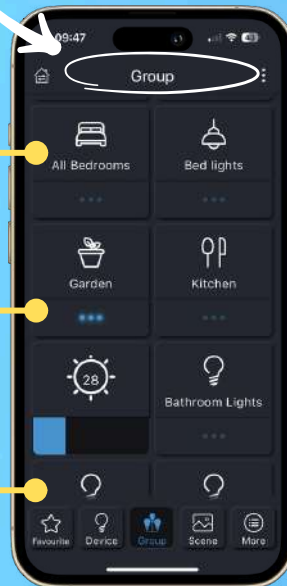 09:47
Group
All Bedrooms
Bed lights
Garden
Kitchen
28
Bathroom Lights
Favourite
Device
Group
Scene
More